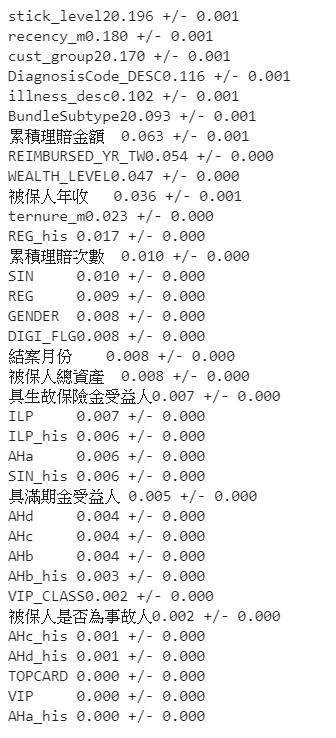 stick_level20.196 +/- 0.001
recency_m0.180 +/- 0.001
cust_group20.170 +/- 0.001
DiagnosisCode_DESC0.116 +/- 0.001
illness_desc0.102 +/- 0.001
BundleSubtype20.093 +/- 0.001
累積理賠金額 0.063 +/- 0.001
REIMBURSED_YR_TW0.054 +/- 0.000
WEALTH_LEVEL0.047 +/- 0.000
被保人年收 0.036 +/- 0.001
ternure_m0.023 +/- 0.000
REG_his 0.017 +/- 0.000
累積理賠次數 0.010 +/- 0.000
SIN 0.010 +/- 0.000
REG 0.009 +/- 0.000
GENDER 0.008 +/- 0.000
DIGI_FLG0.008 +/- 0.000
結案月份 0.008 +/- 0.000
被保人總資產 0.008 +/- 0.000
具生故保險金受益人0.007 +/- 0.000
ILP 0.007 +/- 0.000
ILP_his 0.006 +/- 0.000
AHa 0.006 +/- 0.000
SIN_his 0.006 +/- 0.000
具滿期金受益人 0.005 +/- 0.000
AHd 0.004 +/- 0.000
AHc 0.004 +/- 0.000
AHb 0.004 +/- 0.000
AHb_his 0.003 +/- 0.000
VIP_CLASS0.002 +/- 0.000
被保人是否為事故人0.002 +/- 0.000
AHc_his 0.001 +/- 0.000
AHd_his 0.001 +/- 0.000
TOPCARD 0.000 +/- 0.000
VIP 0.000 +/- 0.000
AHa_his 0.000 +/- 0.000